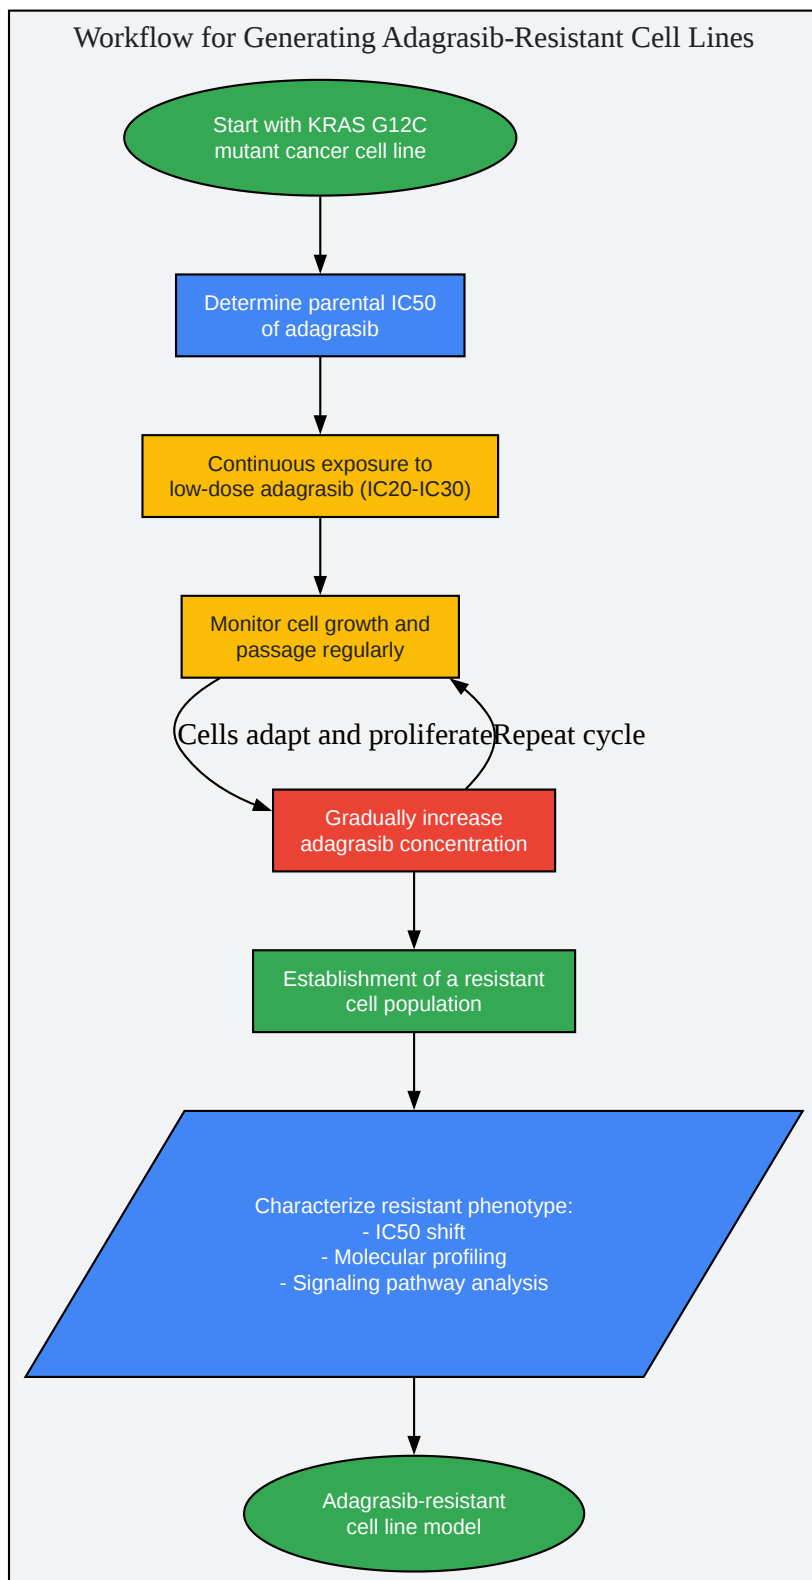 Workflow for Generating Adagrasib-Resistant Cell Lines
Start with KRAS G12C
mutant cancer cell line
Determine parental IC50
of adagrasib
Continuous exposure to
low-dose adagrasib (IC20-IC30)
Monitor cell growth and
passage regularly
Cells adapt and proliferate
Repeat cycle
Gradually increase
adagrasib concentration
Establishment of a resistant
cell population
Characterize resistant phenotype:
- IC50 shift
- Molecular profiling
- Signaling pathway analysis
Adagrasib-resistant
cell line model